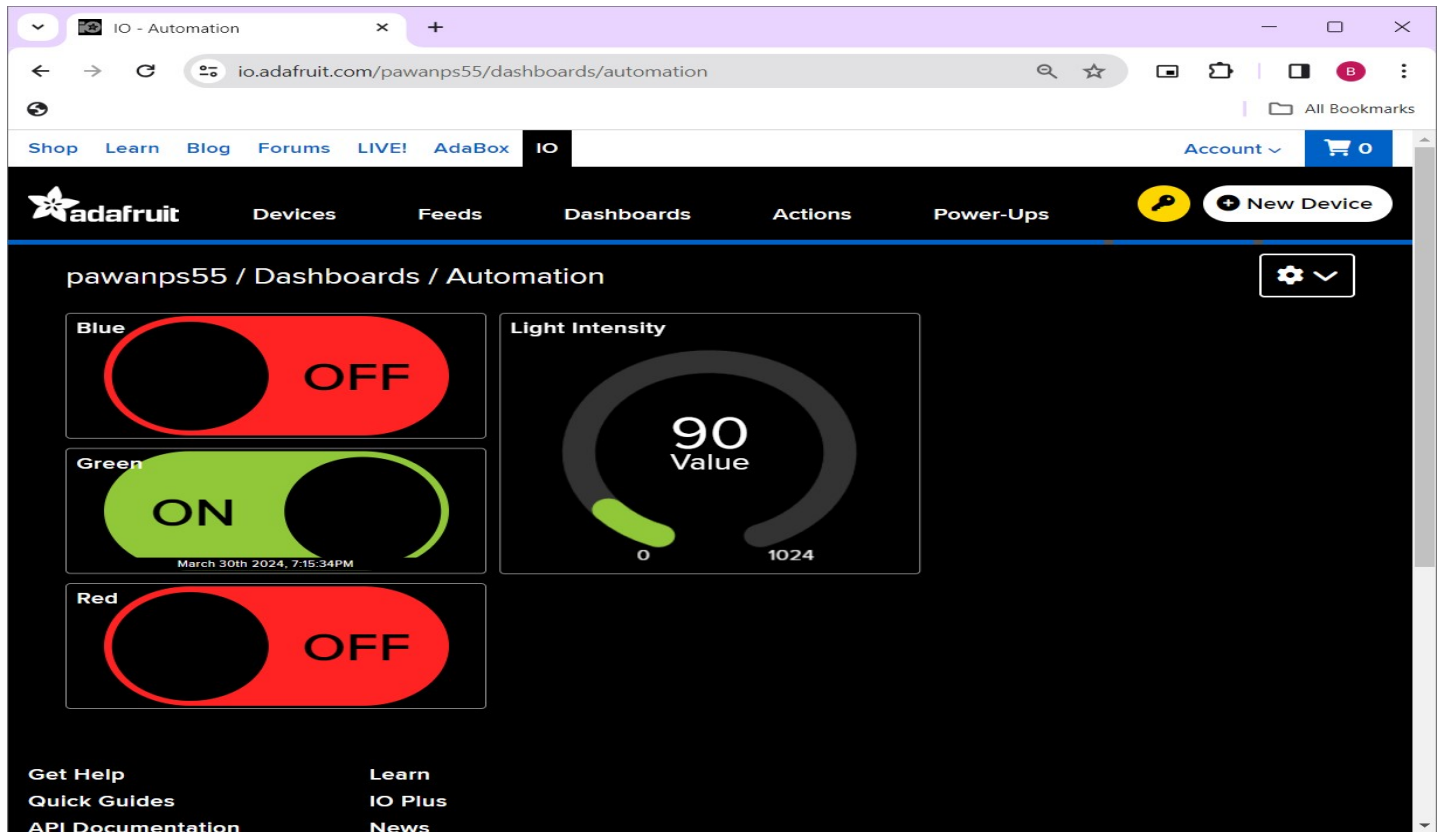 IO - Automation
io.adafruit.com/pawanps55/dashboards/automation
B
All Bookmarks
Shop Learn Blog Forums LIVE! AdaBox IO Account 0
adafruit Devices Feeds Dashboards Actions Power-Ups New Device
pawanps55 / Dashboards / Automation
Blue
OFF
Green
ON
March 30th 2024, 7:15:34PM
Red
OFF
Light Intensity
90
Value
0 1024
Get Help Learn
Quick Guides IO Plus
API Documentation News